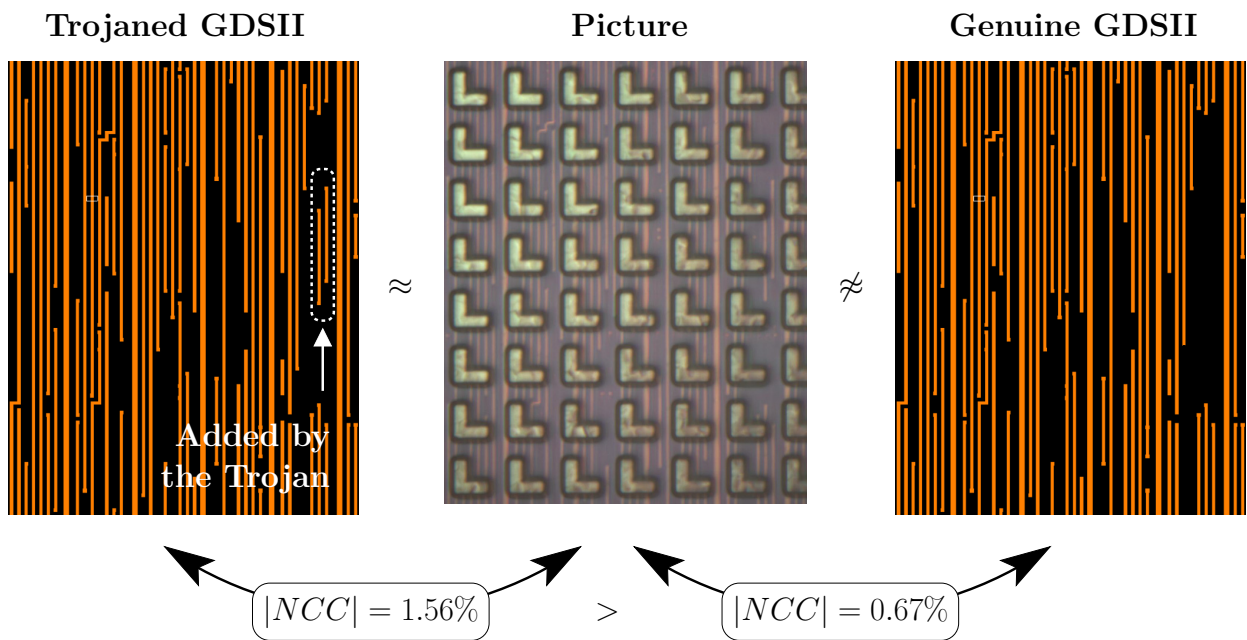 Trojaned GDSII
Picture
Genuine GDSII
≈
≉
Added by
the Trojan
|NCC| = 1.56%
>
|NCC| = 0.67%